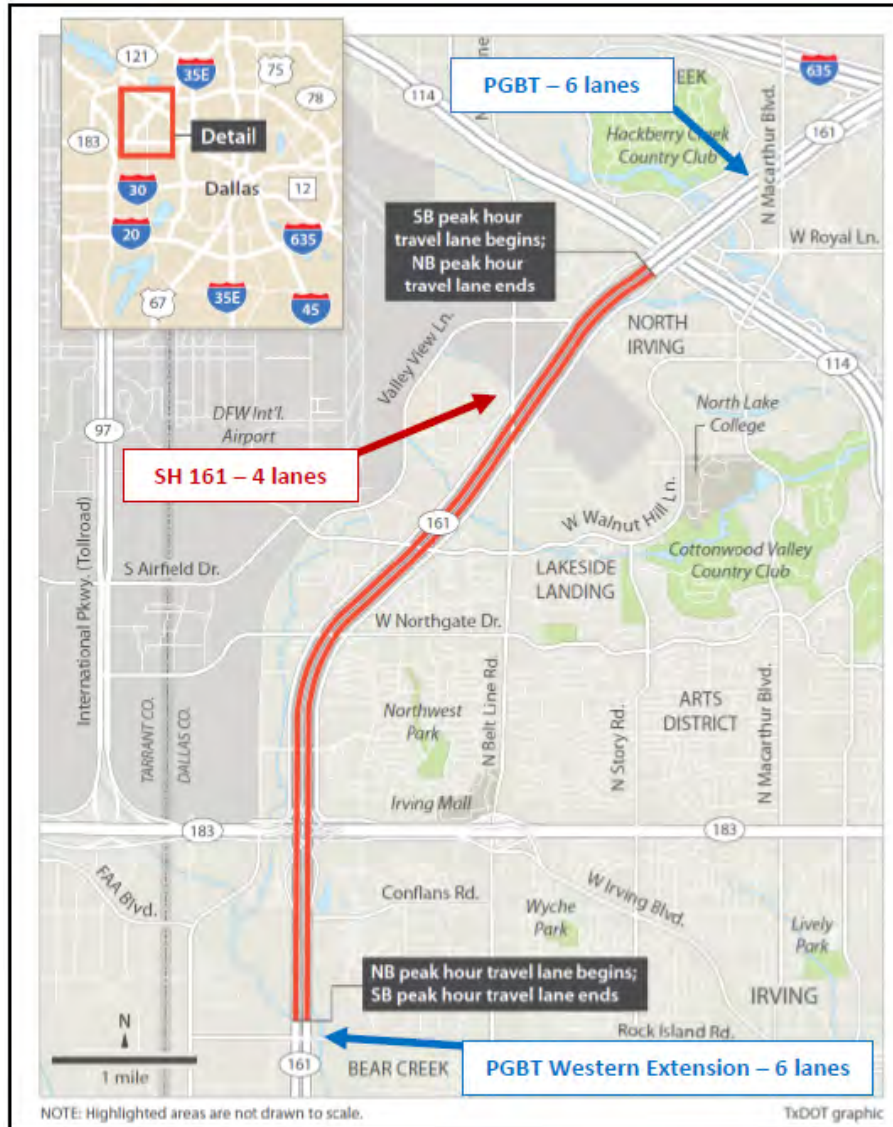 121
35E
75
78
183
Detail
30
Dallas
12
20
635
67
35E
45
114
PGBT – 6 lanes
635
161
Hackberry Creek
Country Club
N Macarthur Blvd.
SB peak hour
travel lane begins;
NB peak hour
travel lane ends
W Royal Ln.
NORTH
IRVING
Valley View Ln.
114
DFW Int'l.
Airport
97
North Lake
College
SH 161 – 4 lanes
161
W Walnut Hill Ln.
International Pkwy. (Tollroad)
S Airfield Dr.
LAKESIDE
LANDING
Cottonwood Valley
Country Club
W Northgate Dr.
TARRANT CO.
DALLAS CO.
Northwest
Park
N Belt Line Rd.
N Story Rd.
ARTS
DISTRICT
N Macarthur Blvd.
Irving Mall
183
183
FAA Blvd.
Conflans Rd.
W Irving Blvd.
Wyche
Park
Lively
Park
NB peak hour travel lane begins;
SB peak hour travel lane ends
IRVING
N
1 mile
161
Rock Island Rd.
BEAR CREEK
PGBT Western Extension – 6 lanes
NOTE: Highlighted areas are not drawn to scale.
TxDOT graphic